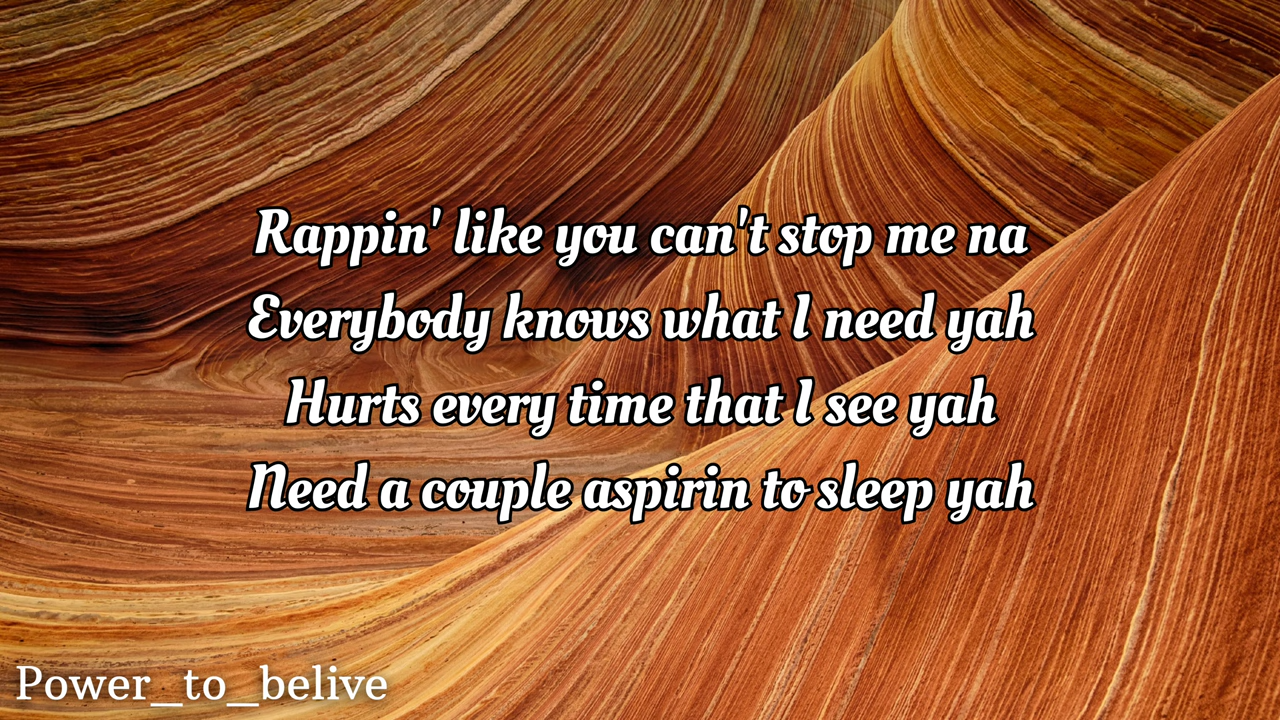 Rappin' like you can't stop me na
Everybody knows what I need yah
Hurts every time that I see yah
Need a couple aspirin to sleep yah
Power_to_belive